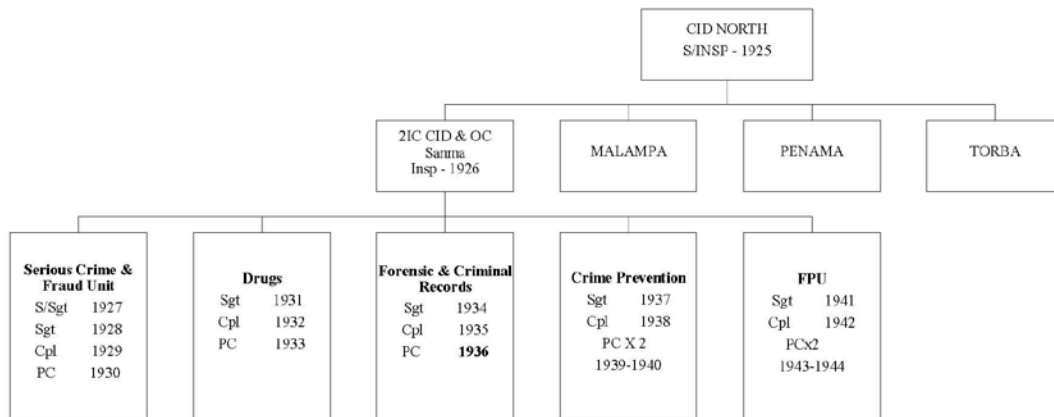 CID NORTH
S/INSP - 1925
2IC CID & OC
Sanma
Insp - 1926
MALAMPA
PENAMA
TORBA
Serious Crime &
Fraud Unit
S/Sgt 1927
Sgt 1928
Cpl 1929
PC 1930
Drugs
Sgt 1931
Cpl 1932
PC 1933
Forensic & Criminal
Records
Sgt 1934
Cpl 1935
PC 1936
Crime Prevention
Sgt 1937
Cpl 1938
PC X 2
1939-1940
FPU
Sgt 1941
Cpl 1942
PCx2
1943-1944